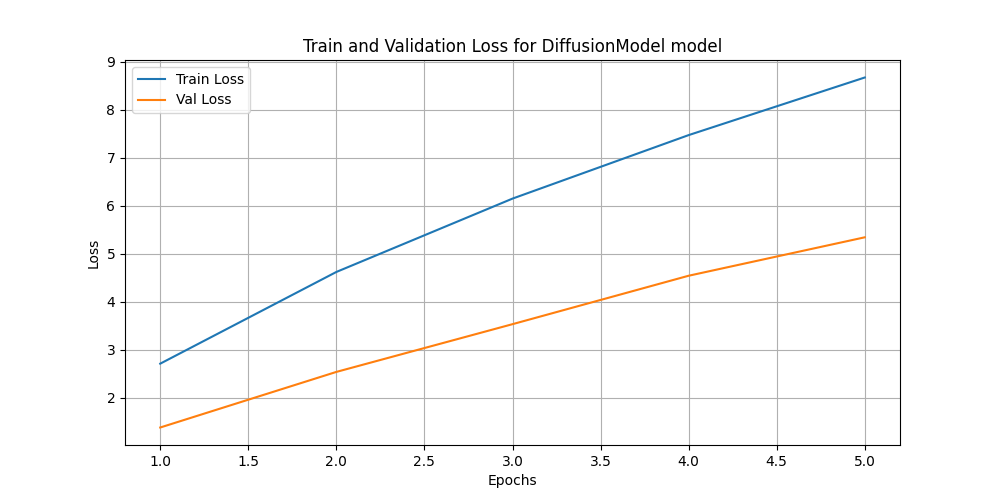 Train and Validation Loss for DiffusionModel model
Train Loss
Val Loss
Loss
9
8
7
6
5
4
3
2
1.0 1.5 2.0 2.5 3.0 3.5 4.0 4.5 5.0
Epochs